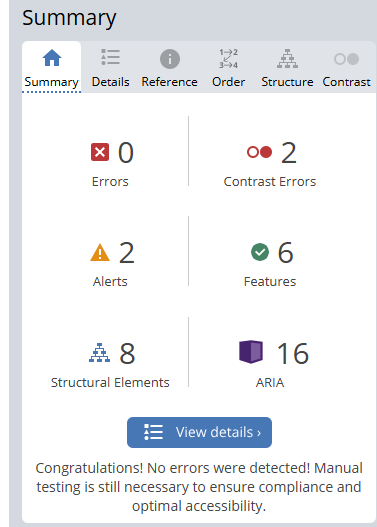 Summary
Summary Details Reference Order Structure Contrast
0 2
Errors Contrast Errors
2 6
Alerts Features
8 16
Structural Elements ARIA
View details ›
Congratulations! No errors were detected! Manual
testing is still necessary to ensure compliance and
optimal accessibility.